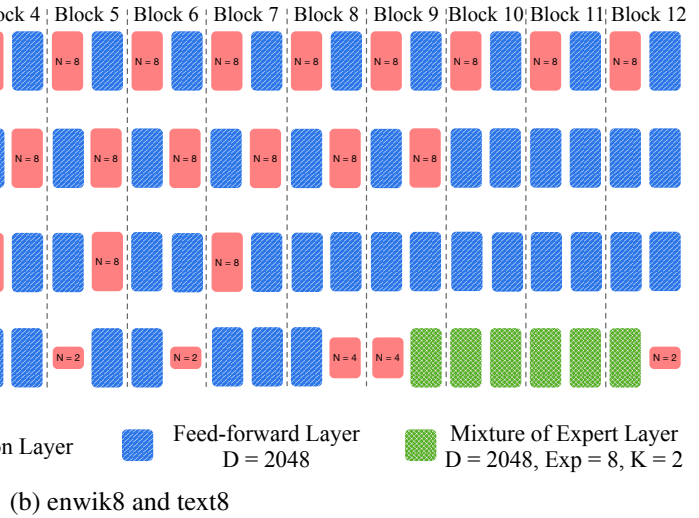 ock 4 Block 5 Block 6 Block 7 Block 8 Block 9 Block 10 Block 11 Block 12
N = 8 N = 8 N = 8 N = 8 N = 8 N = 8 N = 8 N = 8
N = 8 N = 8 N = 8 N = 8 N = 8 N = 8
N = 8 N = 8
N = 2 N = 2 N = 4 N = 4 N = 2
on Layer
Feed-forward Layer
D = 2048
Mixture of Expert Layer
D = 2048, Exp = 8, K = 2
(b) enwik8 and text8